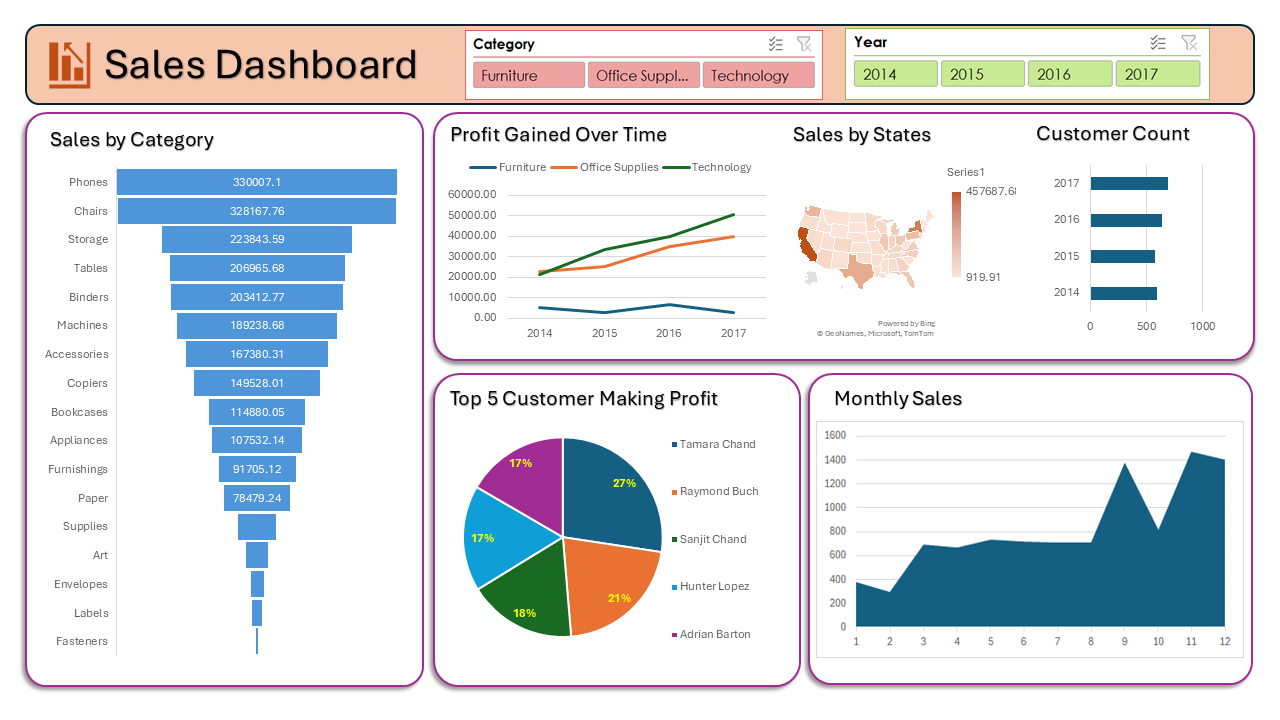 Sales Dashboard
Category
Furniture
Office Suppl...
Technology
Year
2014
2015
2016
2017
Sales by Category
Phones 330007.1
Chairs 328167.76
Storage 223843.59
Tables 206965.68
Binders 203412.77
Machines 189238.68
Accessories 167380.31
Copiers 149528.01
Bookcases 114880.05
Appliances 107532.14
Furnishings 91705.12
Paper 78479.24
Supplies
Art
Envelopes
Labels
Fasteners
Profit Gained Over Time
Furniture Office Supplies Technology
60000.00
50000.00
40000.00
30000.00
20000.00
10000.00
0.00
2014 2015 2016 2017
Sales by States
Series1
457687.6
919.91
Powered by Bing
© GeoNames, Microsoft, TomTom
Customer Count
2017
2016
2015
2014
0 500 1000
Top 5 Customer Making Profit
27%
21%
18%
17%
17%
Tamara Chand
Raymond Buch
Sanjit Chand
Hunter Lopez
Adrian Barton
Monthly Sales
1600
1400
1200
1000
800
600
400
200
0
1 2 3 4 5 6 7 8 9 10 11 12